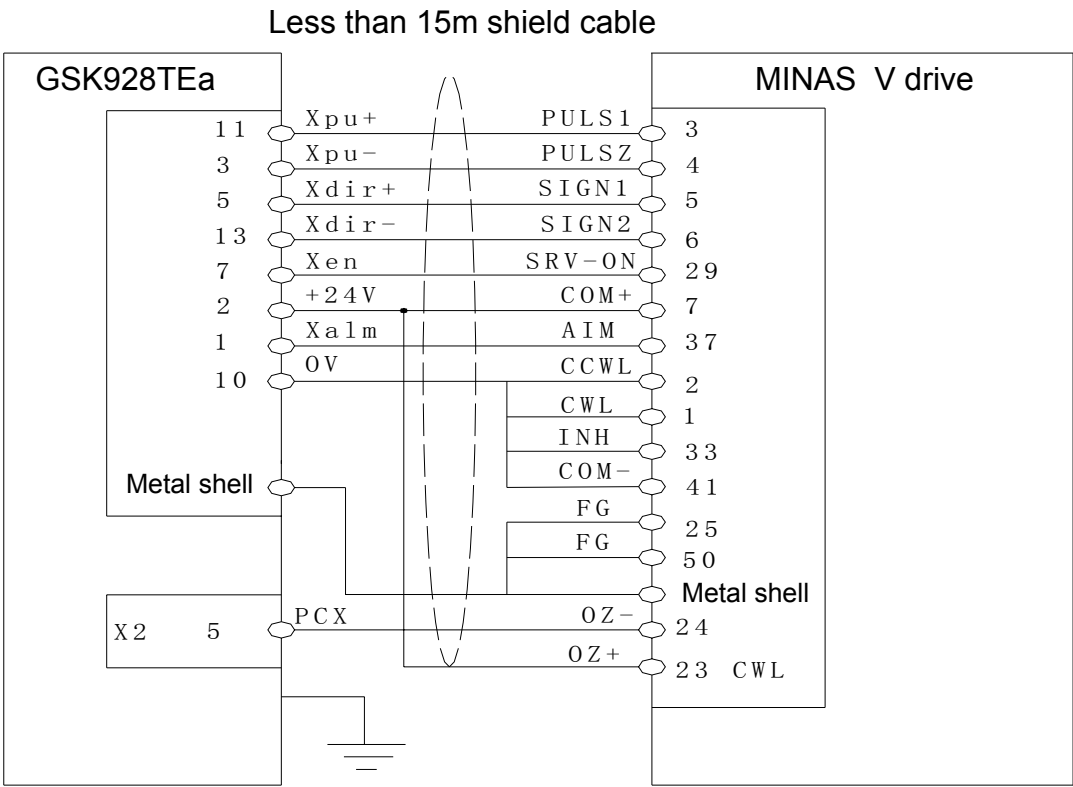 Less than 15m shield cable
GSK928TEa
MINAS V drive
11 Xpu+ PULS1 3
3 Xpu- PULSZ 4
5 Xdir+ SIGN1 5
13 Xdir- SIGN2 6
7 Xen SRV-ON 29
2 +24V COM+ 7
1 Xalm AIM 37
10 0V CCWL 2
CWL 1
INH 33
COM- 41
Metal shell
FG 25
FG 50
Metal shell
X2 5 PCX OZ- 24
OZ+ 23 CWL